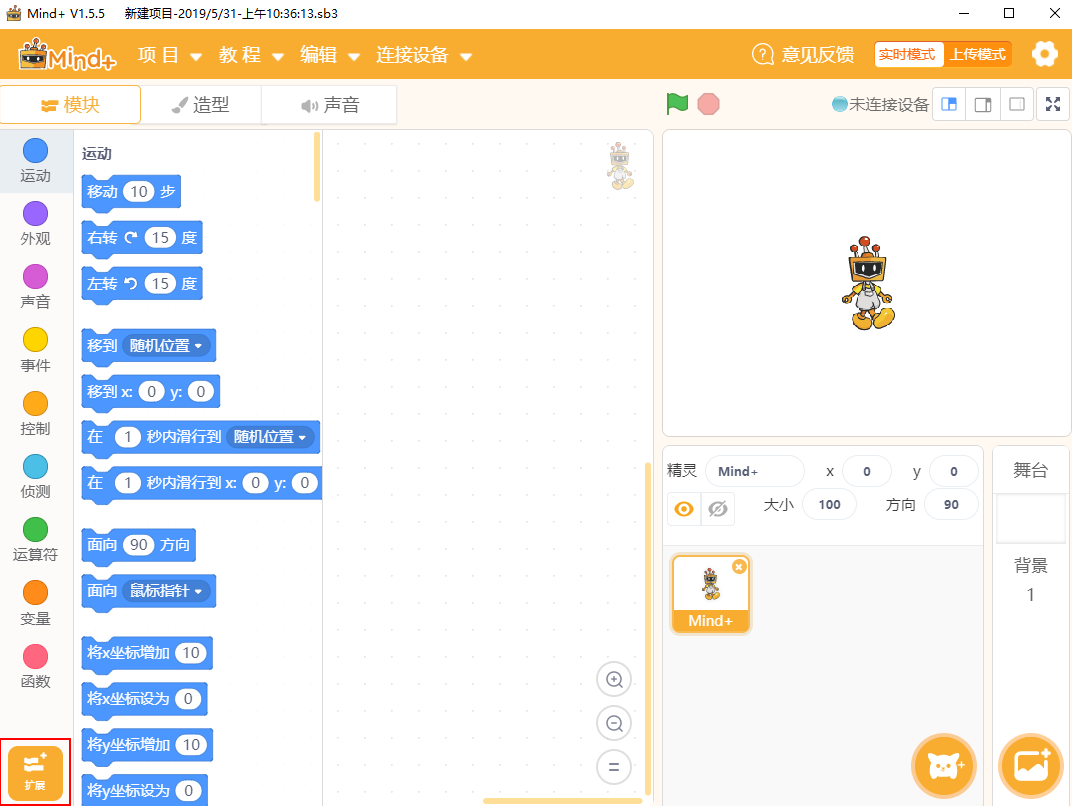 Mind+ V1.5.5 新建项目-2019/5/31-上午10:36:13.sb3
Mind+ 项目 教程 编辑 连接设备 意见反馈 实时模式 上传模式
模块 造型 声音 未连接设备
运动
外观
声音
事件
控制
侦测
运算符
变量
函数
扩展
运动
移动 10 步
右转 15 度
左转 15 度
移到 随机位置
移到 x: 0 y: 0
在 1 秒内滑行到 随机位置
在 1 秒内滑行到 x: 0 y: 0
面向 90 方向
面向 鼠标指针
将x坐标增加 10
将x坐标设为 0
将y坐标增加 10
将y坐标设为 0
精灵 Mind+ x 0 y 0
大小 100 方向 90
Mind+
舞台
背景
1